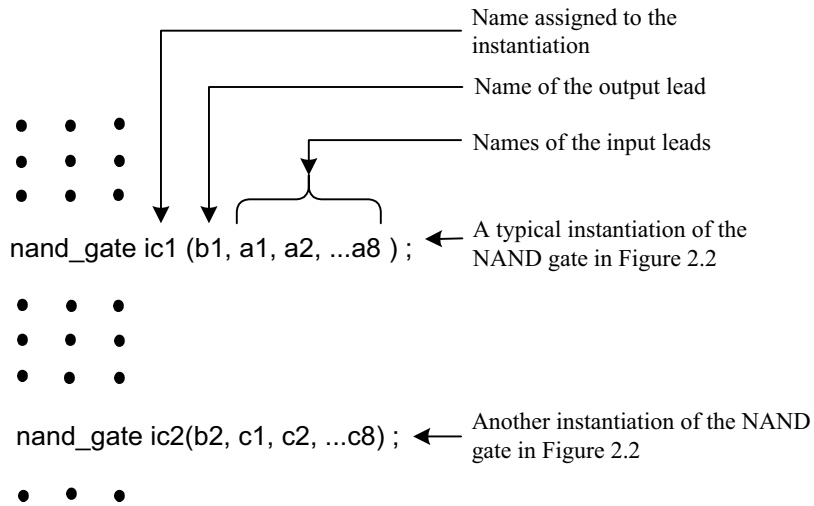 Name assigned to the
instantiation
Name of the output lead
Names of the input leads
nand_gate ic1 (b1, a1, a2, ...a8 ) ;
A typical instantiation of the
NAND gate in Figure 2.2
nand_gate ic2(b2, c1, c2, ...c8) ;
Another instantiation of the NAND
gate in Figure 2.2